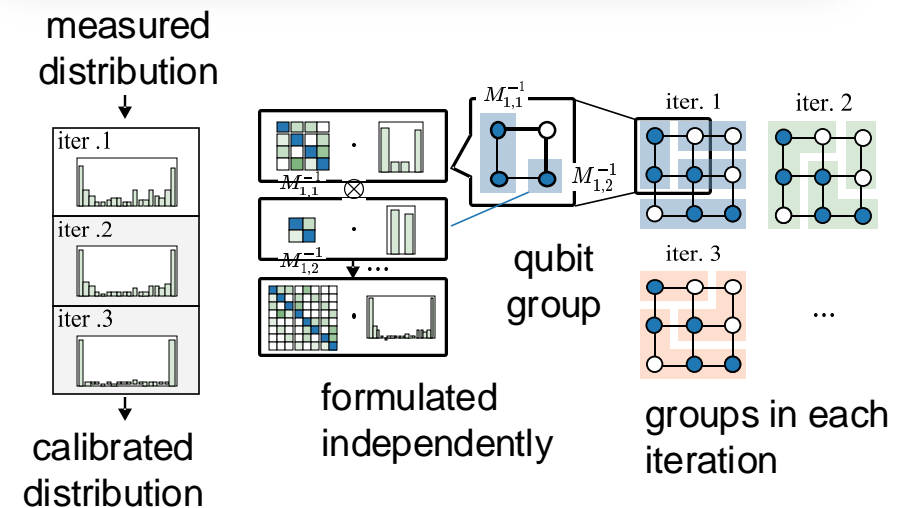 measured
distribution
iter .1
iter .2
iter .3
calibrated
distribution
M_{1,1}^{-1}
⊗
M_{1,2}^{-1}
...
formulated
independently
M_{1,1}^{-1}
M_{1,2}^{-1}
qubit
group
iter. 1
iter. 2
iter. 3
...
groups in each
iteration